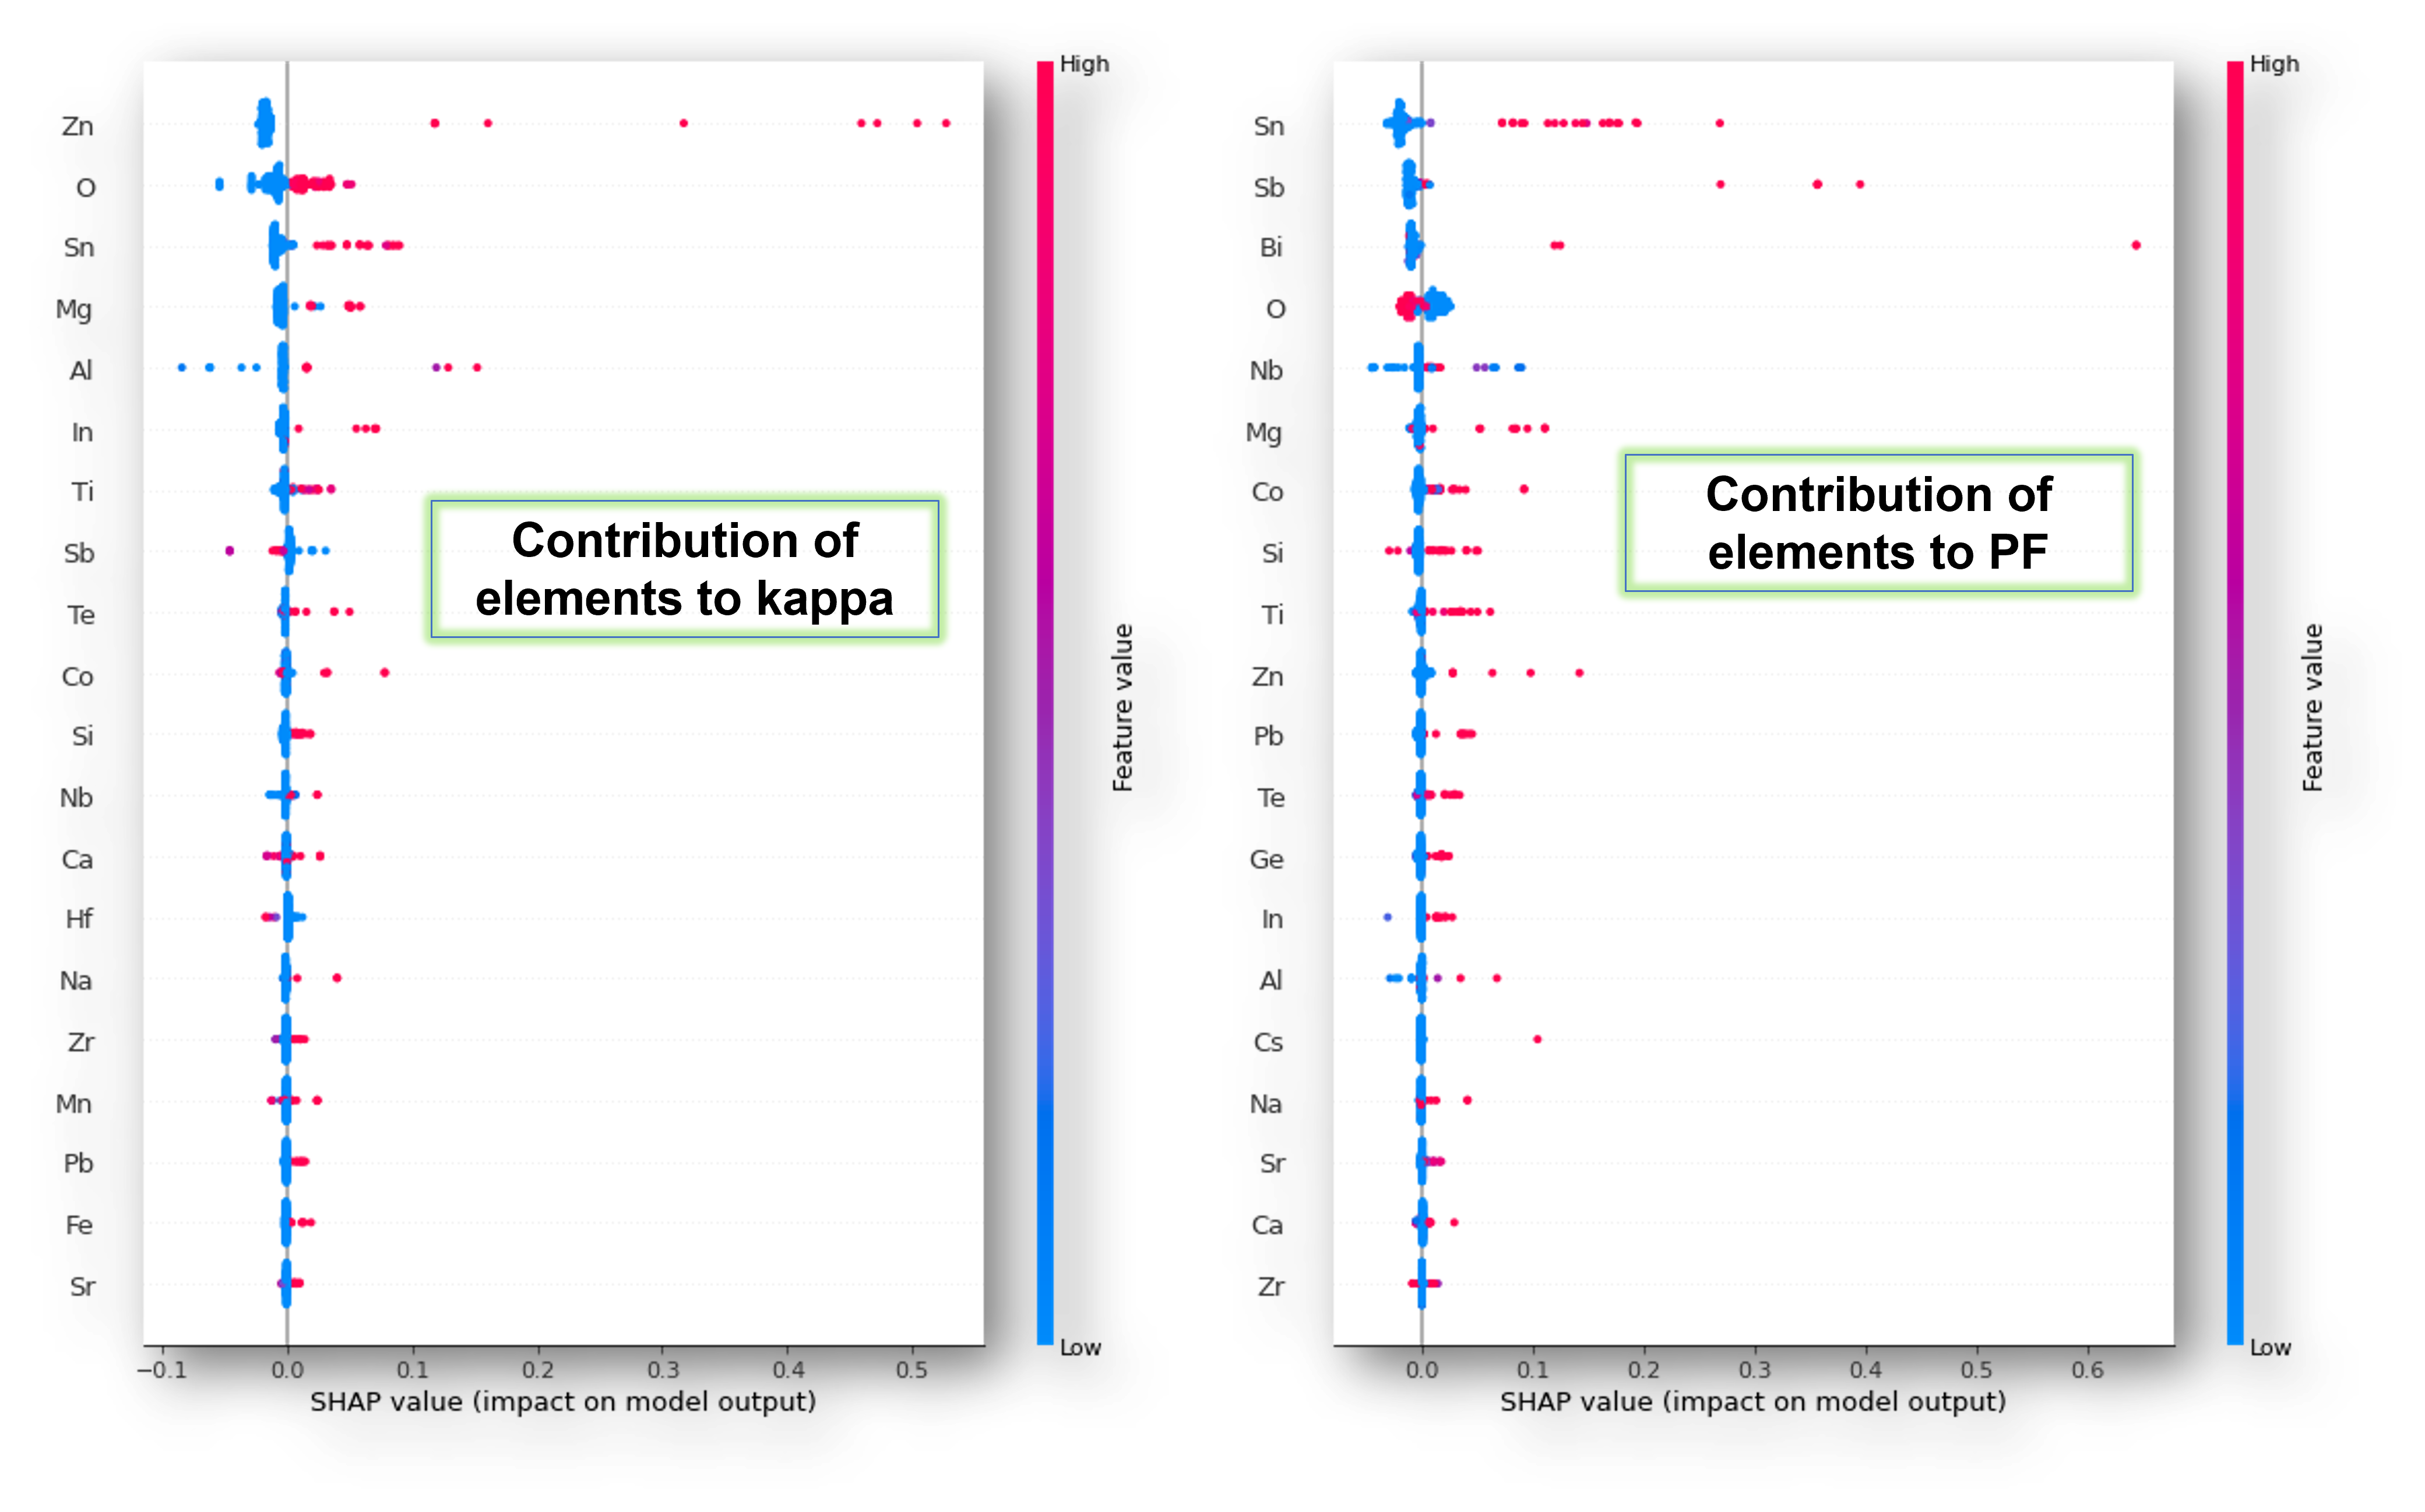 High
Zn
O
Sn
Mg
Al
In
Ti
Sb
Te
Co
Si
Nb
Ca
Hf
Na
Zr
Mn
Pb
Fe
Sr
Contribution of
elements to kappa
Feature value
Low
−0.1 0.0 0.1 0.2 0.3 0.4 0.5
SHAP value (impact on model output)
High
Sn
Sb
Bi
O
Nb
Mg
Co
Si
Ti
Zn
Pb
Te
Ge
In
Al
Cs
Na
Sr
Ca
Zr
Contribution of
elements to PF
Feature value
Low
0.0 0.1 0.2 0.3 0.4 0.5 0.6
SHAP value (impact on model output)